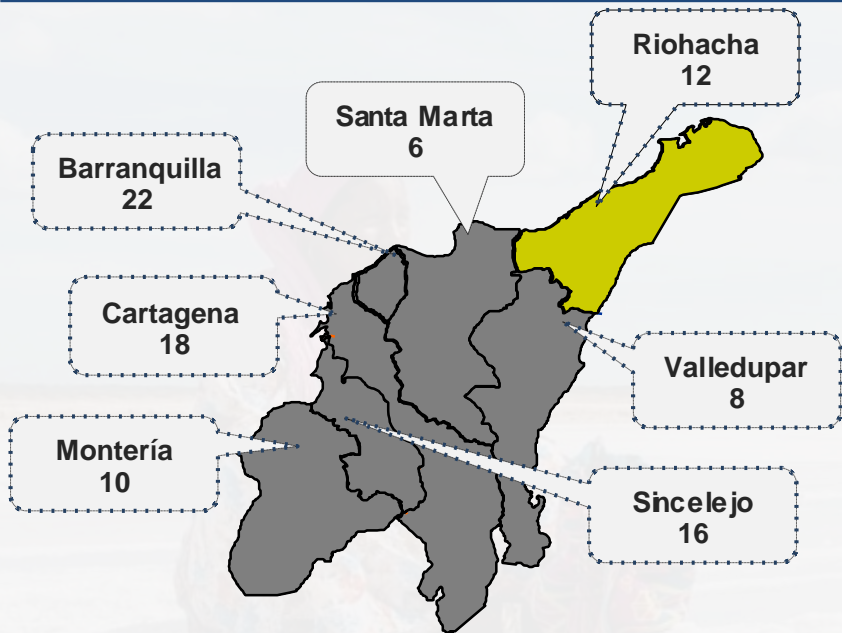 Riohacha
12
Santa Marta
6
Barranquilla
22
Cartagena
18
Valledupar
8
Montería
10
Sincelejo
16